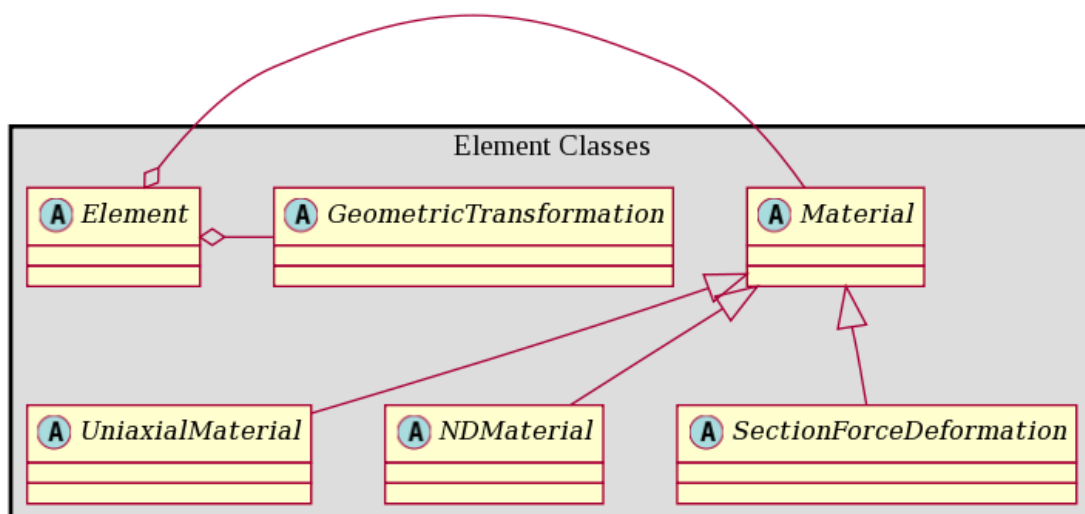 Element Classes
A Element
A GeometricTransformation
A Material
A UniaxialMaterial
A NDMaterial
A SectionForceDeformation